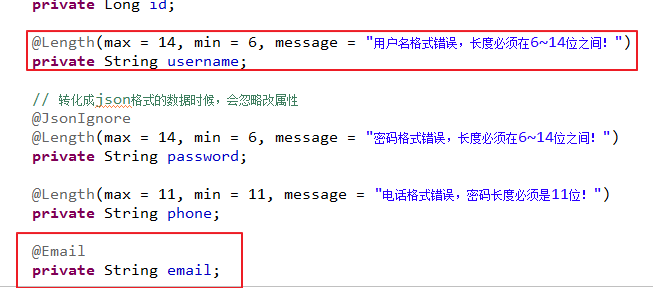 private Long id;
@Length(max = 14, min = 6, message = "用户名格式错误，长度必须在6~14位之间！")
private String username;
// 转化成json格式的数据时候，会忽略改属性
@JsonIgnore
@Length(max = 14, min = 6, message = "密码格式错误，长度必须在6~14位之间！")
private String password;
@Length(max = 11, min = 11, message = "电话格式错误，密码长度必须是11位！")
private String phone;
@Email
private String email;